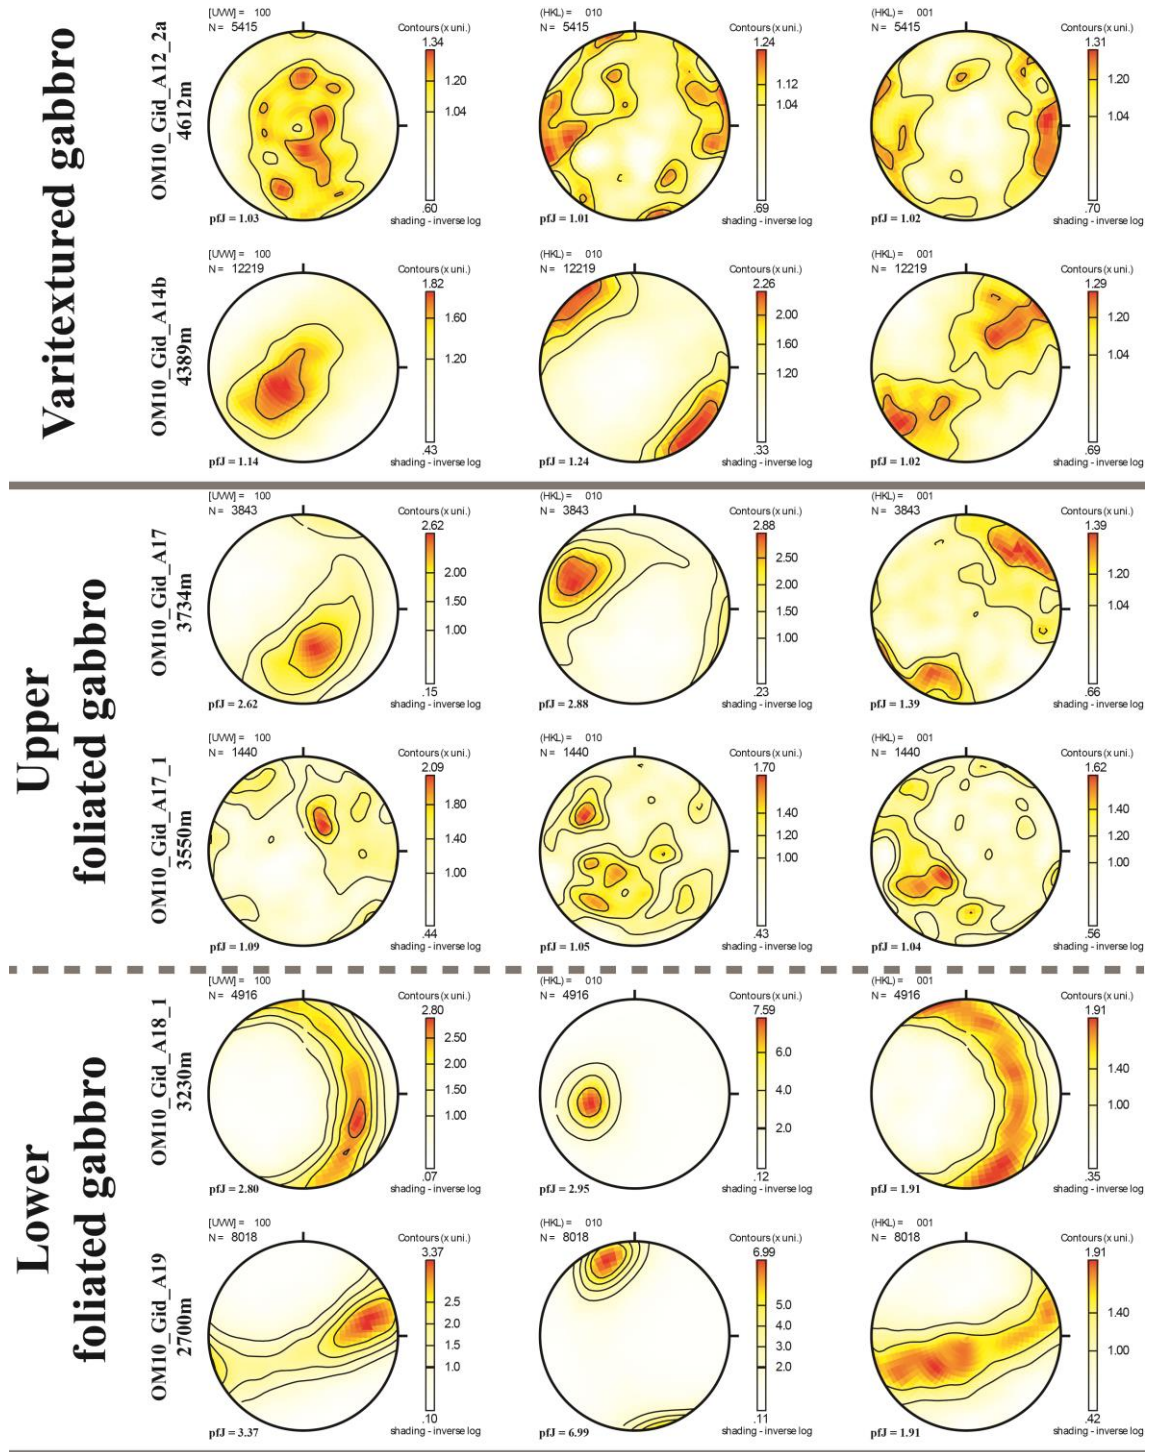 Varitextured gabbro
OM10_Gid_A12_2a
4612m
[UVW] = 100
N = 5415
Contours (x uni.)
1.34
1.20
1.04
.60
pfJ = 1.03
shading - inverse log
(HKL) = 010
N = 5415
Contours (x uni.)
1.24
1.12
1.04
.69
pfJ = 1.01
shading - inverse log
(HKL) = 001
N = 5415
Contours (x uni.)
1.31
1.20
1.04
.70
pfJ = 1.02
shading - inverse log
OM10_Gid_A14b
4389m
[UVW] = 100
N = 12219
Contours (x uni.)
1.82
1.60
1.20
.43
pfJ = 1.14
shading - inverse log
(HKL) = 010
N = 12219
Contours (x uni.)
2.26
2.00
1.60
1.20
.33
pfJ = 1.24
shading - inverse log
(HKL) = 001
N = 12219
Contours (x uni.)
1.29
1.20
1.04
.69
pfJ = 1.02
shading - inverse log
Upper
foliated gabbro
OM10_Gid_A17
3734m
[UVW] = 100
N = 3843
Contours (x uni.)
2.62
2.00
1.50
1.00
.15
pfJ = 2.62
shading - inverse log
(HKL) = 010
N = 3843
Contours (x uni.)
2.88
2.50
2.00
1.50
1.00
.23
pfJ = 2.88
shading - inverse log
(HKL) = 001
N = 3843
Contours (x uni.)
1.39
1.20
1.04
.66
pfJ = 1.39
shading - inverse log
OM10_Gid_A17_1
3550m
[UVW] = 100
N = 1440
Contours (x uni.)
2.09
1.80
1.40
1.00
.44
pfJ = 1.09
shading - inverse log
(HKL) = 010
N = 1440
Contours (x uni.)
1.70
1.40
1.20
1.00
.43
pfJ = 1.05
shading - inverse log
(HKL) = 001
N = 1440
Contours (x uni.)
1.62
1.40
1.20
1.00
.56
pfJ = 1.04
shading - inverse log
Lower
foliated gabbro
OM10_Gid_A18_1
3230m
[UVW] = 100
N = 4916
Contours (x uni.)
2.80
2.50
2.00
1.50
1.00
.07
pfJ = 2.80
shading - inverse log
(HKL) = 010
N = 4916
Contours (x uni.)
7.59
6.0
4.0
2.0
.12
pfJ = 2.95
shading - inverse log
(HKL) = 001
N = 4916
Contours (x uni.)
1.91
1.40
1.00
.35
pfJ = 1.91
shading - inverse log
OM10_Gid_A19
2700m
[UVW] = 100
N = 8018
Contours (x uni.)
3.37
2.5
2.0
1.5
1.0
.10
pfJ = 3.37
shading - inverse log
(HKL) = 010
N = 8018
Contours (x uni.)
6.99
5.0
4.0
3.0
2.0
.11
pfJ = 6.99
shading - inverse log
(HKL) = 001
N = 8018
Contours (x uni.)
1.91
1.40
1.00
.42
pfJ = 1.91
shading - inverse log